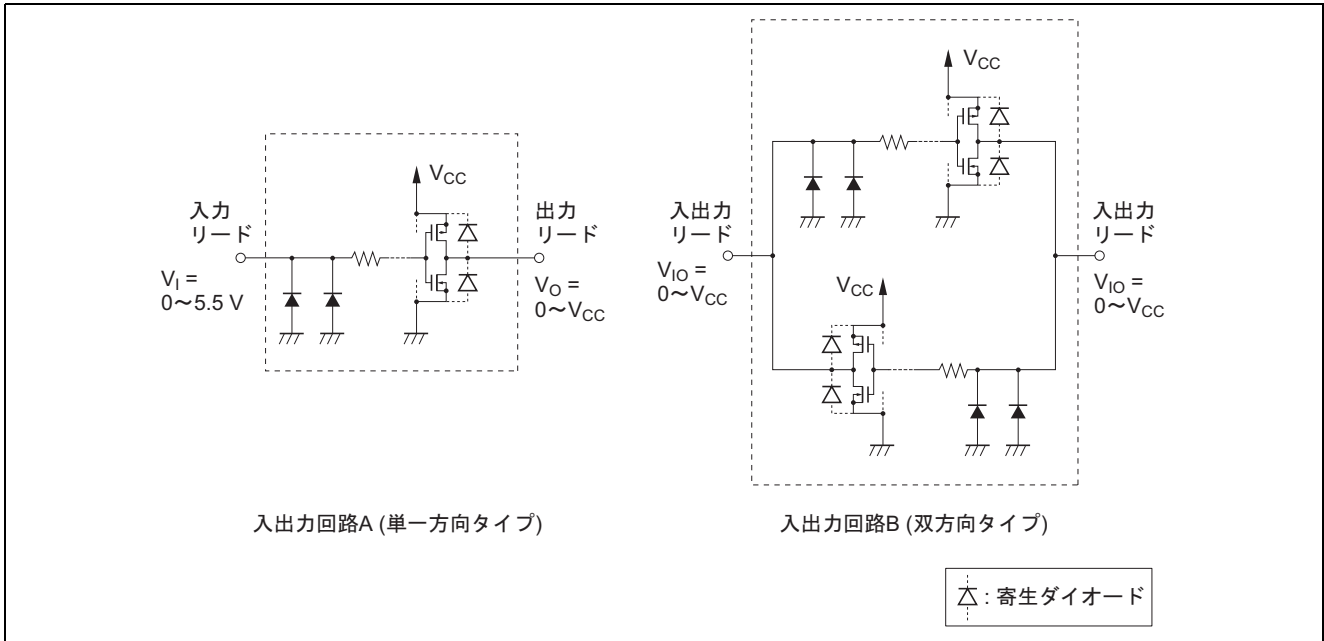 VCC
入力
リード
VI =
0〜5.5 V
VCC
出力
リード
VO =
0〜VCC
入出力
リード
VIO =
0〜VCC
VCC
入出力
リード
VIO =
0〜VCC
入出力回路A (単一方向タイプ)
入出力回路B (双方向タイプ)
: 寄生ダイオード